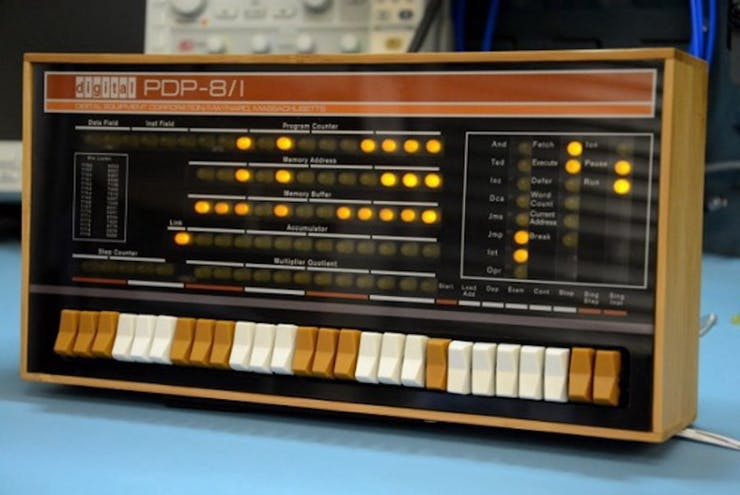 digital PDP-8/I
DIGITAL EQUIPMENT CORPORATION, MAYNARD, MASSACHUSETTS
Data Field Inst Field Program Counter
Memory Address
Memory Buffer
Link Accumulator
Step Counter Multiplier Quotient
And Fetch Ion
Tad Execute Pause
Isz Defer Run
Dca Word Count
Jms Current Address
Jmp Break
Iot
Opr
Start Load Add Dep Exam Cont Stop Sing Step Sing Inst